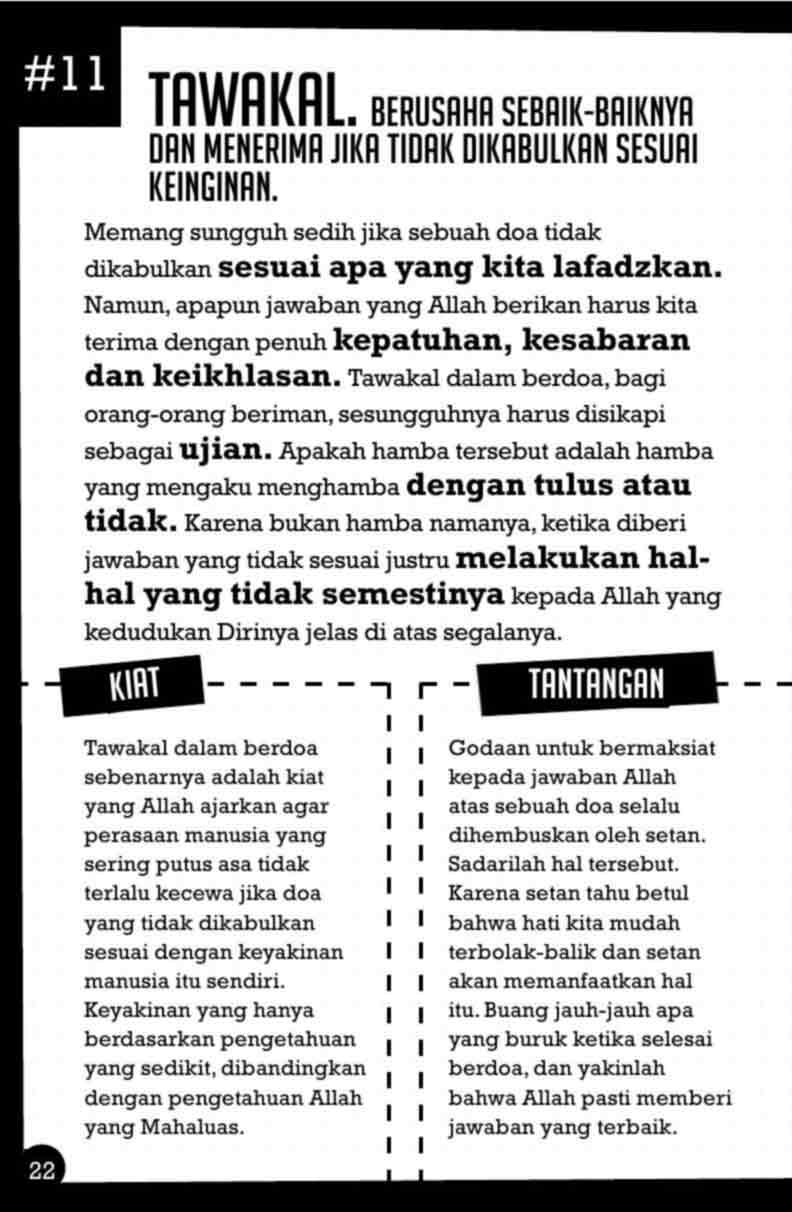 #11
TAWAKAL. BERUSAHA SEBAIK-BAIKNYA
DAN MENERIMA JIKA TIDAK DIKABULKAN SESUAI
KEINGINAN.
Memang sungguh sedih jika sebuah doa tidak
dikabulkan sesuai apa yang kita lafadzkan.
Namun, apapun jawaban yang Allah berikan harus kita
terima dengan penuh kepatuhan, kesabaran
dan keikhlasan. Tawakal dalam berdoa, bagi
orang-orang beriman, sesungguhnya harus disikapi
sebagai ujian. Apakah hamba tersebut adalah hamba
yang mengaku menghamba dengan tulus atau
tidak. Karena bukan hamba namanya, ketika diberi
jawaban yang tidak sesuai justru melakukan hal-
hal yang tidak semestinya kepada Allah yang
kedudukan Dirinya jelas di atas segalanya.
KIAT
Tawakal dalam berdoa
sebenarnya adalah kiat
yang Allah ajarkan agar
perasaan manusia yang
sering putus asa tidak
terlalu kecewa jika doa
yang tidak dikabulkan
sesuai dengan keyakinan
manusia itu sendiri.
Keyakinan yang hanya
berdasarkan pengetahuan
yang sedikit, dibandingkan
dengan pengetahuan Allah
yang Mahaluas.
TANTANGAN
Godaan untuk bermaksiat
kepada jawaban Allah
atas sebuah doa selalu
dihembuskan oleh setan.
Sadarilah hal tersebut.
Karena setan tahu betul
bahwa hati kita mudah
terbolak-balik dan setan
akan memanfaatkan hal
itu. Buang jauh-jauh apa
yang buruk ketika selesai
berdoa, dan yakinlah
bahwa Allah pasti memberi
jawaban yang terbaik.
22